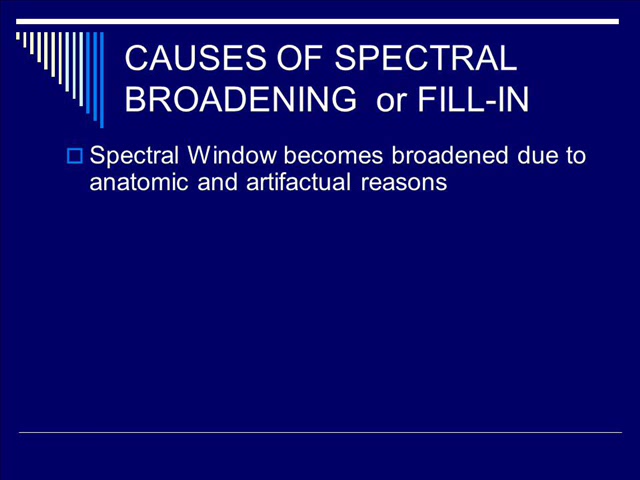 CAUSES OF SPECTRAL
BROADENING or FILL-IN
Spectral Window becomes broadened due to
anatomic and artifactual reasons